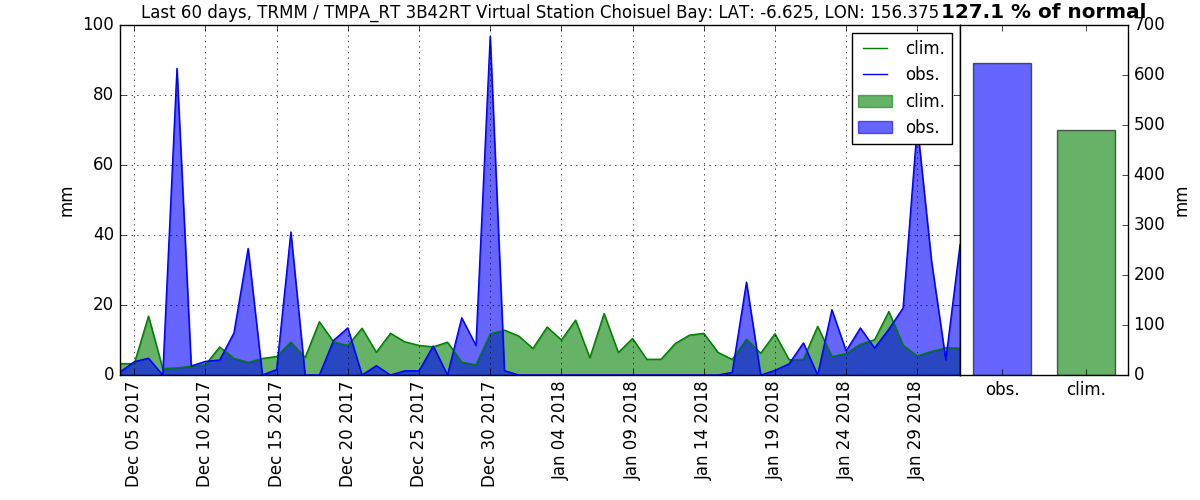 Last 60 days, TRMM / TMPA_RT 3B42RT Virtual Station Choisuel Bay: LAT: -6.625, LON: 156.375
127.1 % of normal
100
80
60
40
20
0
mm
clim.
obs.
clim.
obs.
Dec 05 2017
Dec 10 2017
Dec 15 2017
Dec 20 2017
Dec 25 2017
Dec 30 2017
Jan 04 2018
Jan 09 2018
Jan 14 2018
Jan 19 2018
Jan 24 2018
Jan 29 2018
700
600
500
400
300
200
100
0
mm
obs.
clim.